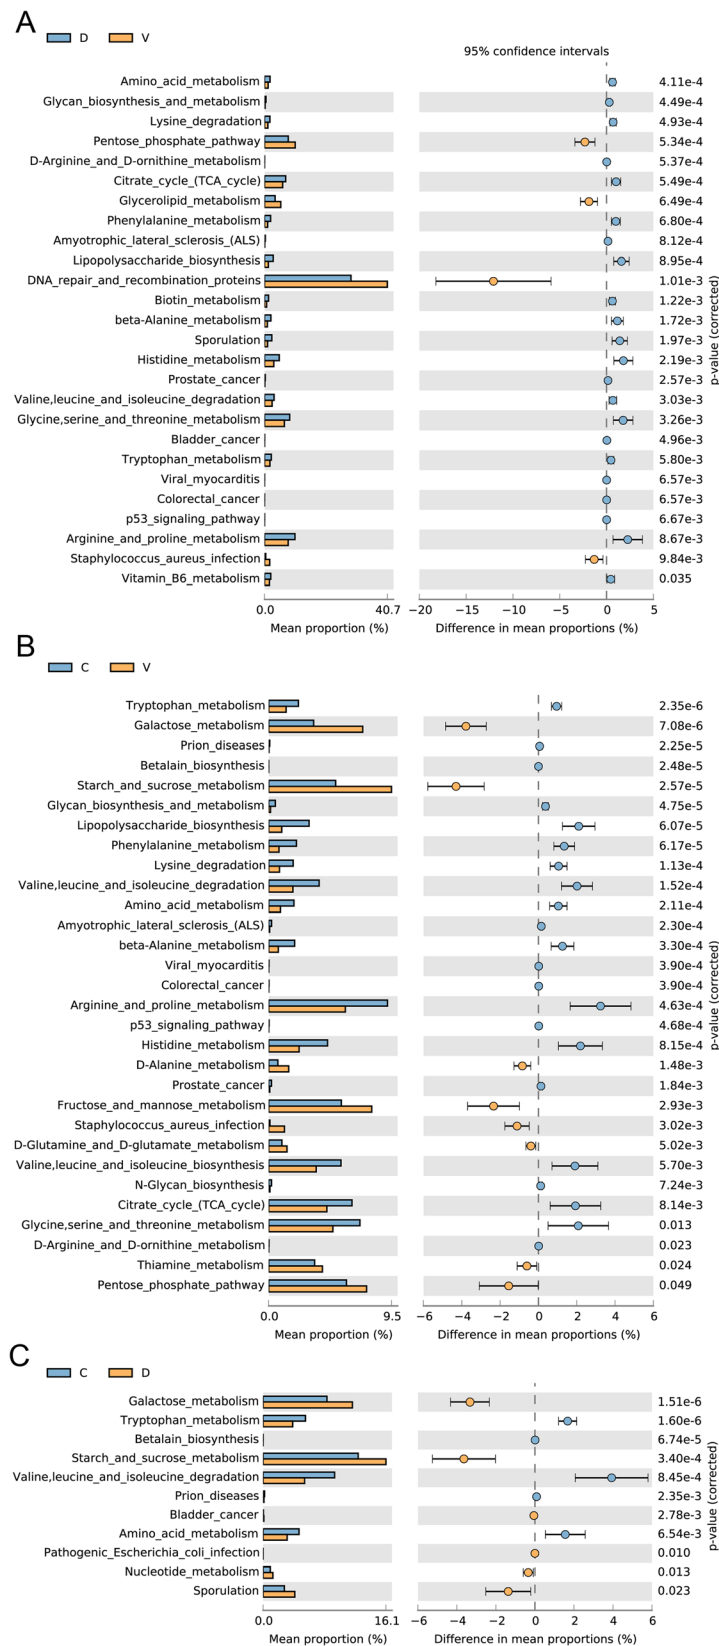 A
D V
95% confidence intervals
Amino_acid_metabolism 4.11e-4
Glycan_biosynthesis_and_metabolism 4.49e-4
Lysine_degradation 4.93e-4
Pentose_phosphate_pathway 5.34e-4
D-Arginine_and_D-ornithine_metabolism 5.37e-4
Citrate_cycle_(TCA_cycle) 5.49e-4
Glycerolipid_metabolism 6.49e-4
Phenylalanine_metabolism 6.80e-4
Amyotrophic_lateral_sclerosis_(ALS) 8.12e-4
Lipopolysaccharide_biosynthesis 8.95e-4
DNA_repair_and_recombination_proteins 1.01e-3
Biotin_metabolism 1.22e-3
beta-Alanine_metabolism 1.72e-3
Sporulation 1.97e-3
Histidine_metabolism 2.19e-3
Prostate_cancer 2.57e-3
Valine,leucine_and_isoleucine_degradation 3.03e-3
Glycine,serine_and_threonine_metabolism 3.26e-3
Bladder_cancer 4.96e-3
Tryptophan_metabolism 5.80e-3
Viral_myocarditis 6.57e-3
Colorectal_cancer 6.57e-3
p53_signaling_pathway 6.67e-3
Arginine_and_proline_metabolism 8.67e-3
Staphylococcus_aureus_infection 9.84e-3
Vitamin_B6_metabolism 0.035
p-value (corrected)
0.0 40.7 −20 −15 −10 −5 0 5
Mean proportion (%) Difference in mean proportions (%)
B
C V
Tryptophan_metabolism 2.35e-6
Galactose_metabolism 7.08e-6
Prion_diseases 2.25e-5
Betalain_biosynthesis 2.48e-5
Starch_and_sucrose_metabolism 2.57e-5
Glycan_biosynthesis_and_metabolism 4.75e-5
Lipopolysaccharide_biosynthesis 6.07e-5
Phenylalanine_metabolism 6.17e-5
Lysine_degradation 1.13e-4
Valine,leucine_and_isoleucine_degradation 1.52e-4
Amino_acid_metabolism 2.11e-4
Amyotrophic_lateral_sclerosis_(ALS) 2.30e-4
beta-Alanine_metabolism 3.30e-4
Viral_myocarditis 3.90e-4
Colorectal_cancer 3.90e-4
Arginine_and_proline_metabolism 4.63e-4
p53_signaling_pathway 4.68e-4
Histidine_metabolism 8.15e-4
D-Alanine_metabolism 1.48e-3
Prostate_cancer 1.84e-3
Fructose_and_mannose_metabolism 2.93e-3
Staphylococcus_aureus_infection 3.02e-3
D-Glutamine_and_D-glutamate_metabolism 5.02e-3
Valine,leucine_and_isoleucine_biosynthesis 5.70e-3
N-Glycan_biosynthesis 7.24e-3
Citrate_cycle_(TCA_cycle) 8.14e-3
Glycine,serine_and_threonine_metabolism 0.013
D-Arginine_and_D-ornithine_metabolism 0.023
Thiamine_metabolism 0.024
Pentose_phosphate_pathway 0.049
p-value (corrected)
0.0 9.5 −6 −4 −2 0 2 4 6
Mean proportion (%) Difference in mean proportions (%)
C
C D
Galactose_metabolism 1.51e-6
Tryptophan_metabolism 1.60e-6
Betalain_biosynthesis 6.74e-5
Starch_and_sucrose_metabolism 3.40e-4
Valine,leucine_and_isoleucine_degradation 8.45e-4
Prion_diseases 2.35e-3
Bladder_cancer 2.78e-3
Amino_acid_metabolism 6.54e-3
Pathogenic_Escherichia_coli_infection 0.010
Nucleotide_metabolism 0.013
Sporulation 0.023
p-value (corrected)
0.0 16.1 −6 −4 −2 0 2 4 6
Mean proportion (%) Difference in mean proportions (%)